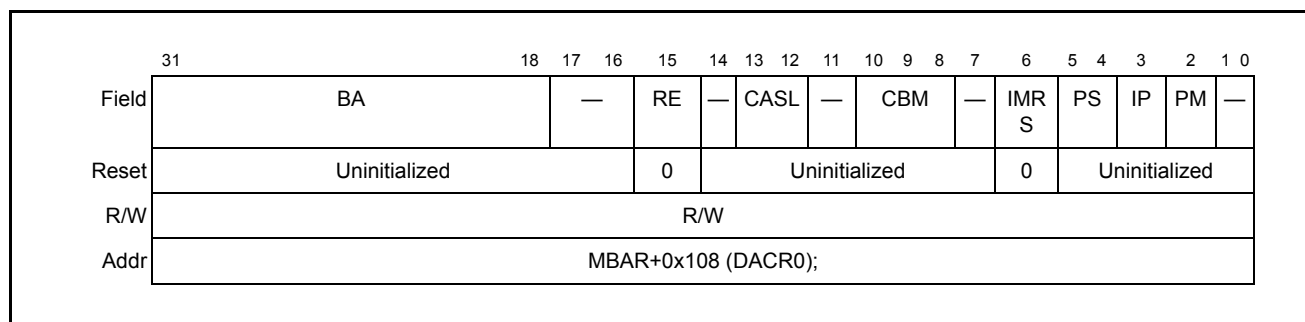 31 18 17 16 15 14 13 12 11 10 9 8 7 6 5 4 3 2 1 0
Field BA — RE — CASL — CBM — IMR PS IP PM —
S
Reset Uninitialized 0 Uninitialized 0 Uninitialized
R/W R/W
Addr MBAR+0x108 (DACR0);